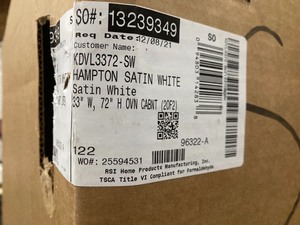 SO#: 13239349
Req Date: 12/08/21
SO
Customer Name:
KDVL3372-SW
HAMPTON SATIN WHITE
Satin White
33" W, 72" H OVN CABNT (2OF2)
122
96322-A
WO#: 25594531
RSI Home Products Manufacturing, Inc.
TSCA Title VI Compliant for Formaldehyde